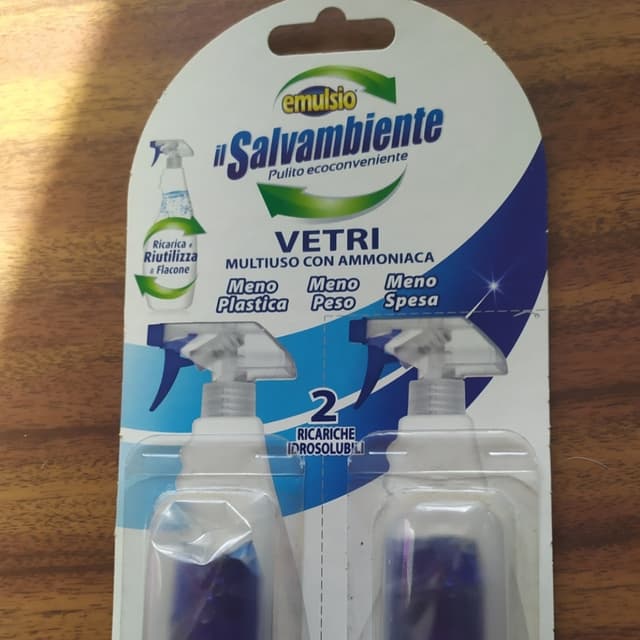 emulsio
il Salvambiente
Pulito ecoconveniente
Ricarica e
Riutilizza
il Flacone
VETRI
MULTIUSO CON AMMONIACA
Meno Plastica
Meno Peso
Meno Spesa
2
RICARICHE
IDROSOLUBILI